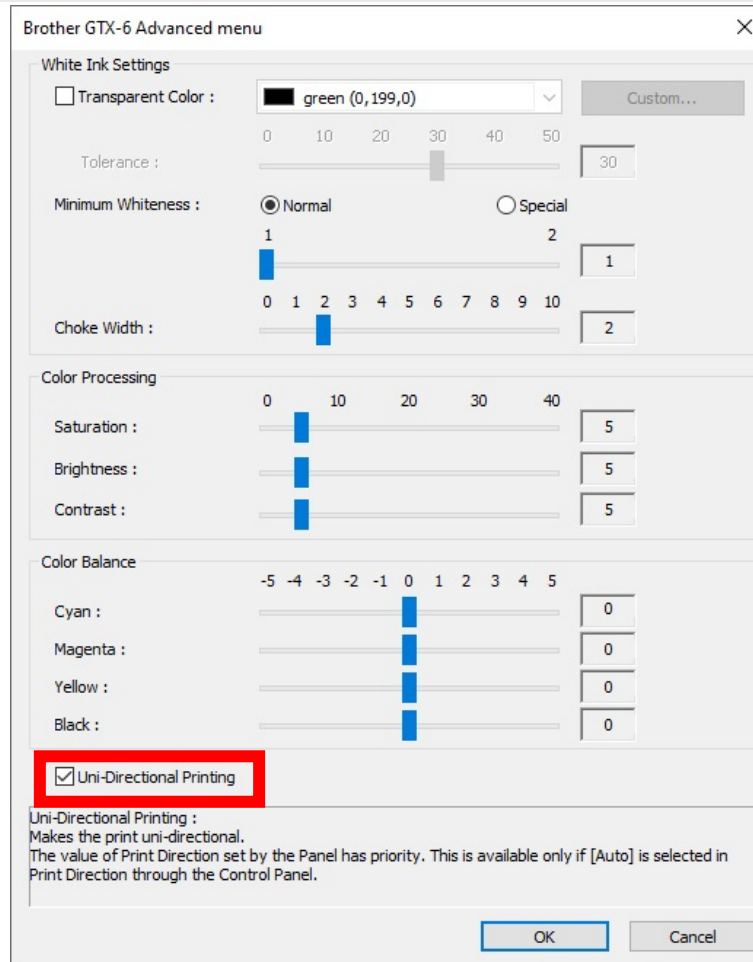 Brother GTX-6 Advanced menu
White Ink Settings
Transparent Color : green (0,199,0) Custom...
0 10 20 30 40 50
Tolerance : 30
Minimum Whiteness : Normal Special
1 2
1
0 1 2 3 4 5 6 7 8 9 10
Choke Width : 2
Color Processing
0 10 20 30 40
Saturation : 5
Brightness : 5
Contrast : 5
Color Balance
-5 -4 -3 -2 -1 0 1 2 3 4 5
Cyan : 0
Magenta : 0
Yellow : 0
Black : 0
Uni-Directional Printing
Uni-Directional Printing :
Makes the print uni-directional.
The value of Print Direction set by the Panel has priority. This is available only if [Auto] is selected in
Print Direction through the Control Panel.
OK Cancel